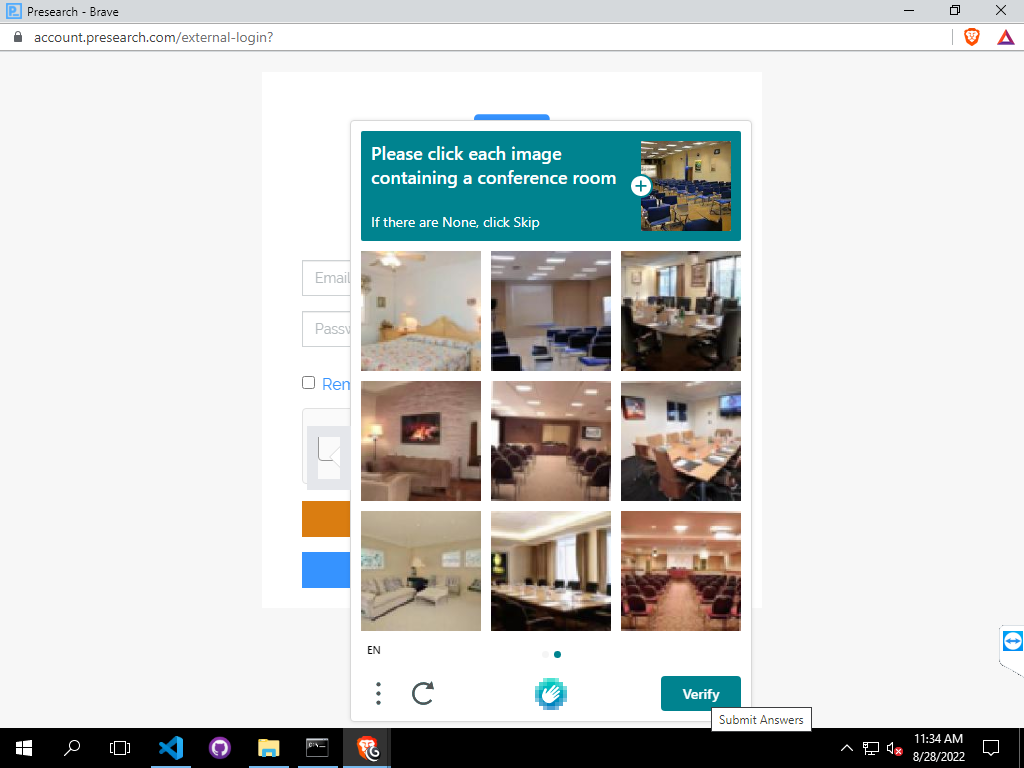 Presearch - Brave
account.presearch.com/external-login?
Please click each image
containing a conference room
If there are None, click Skip
Email
Passw
Rem
EN
Verify
Submit Answers
11:34 AM
8/28/2022